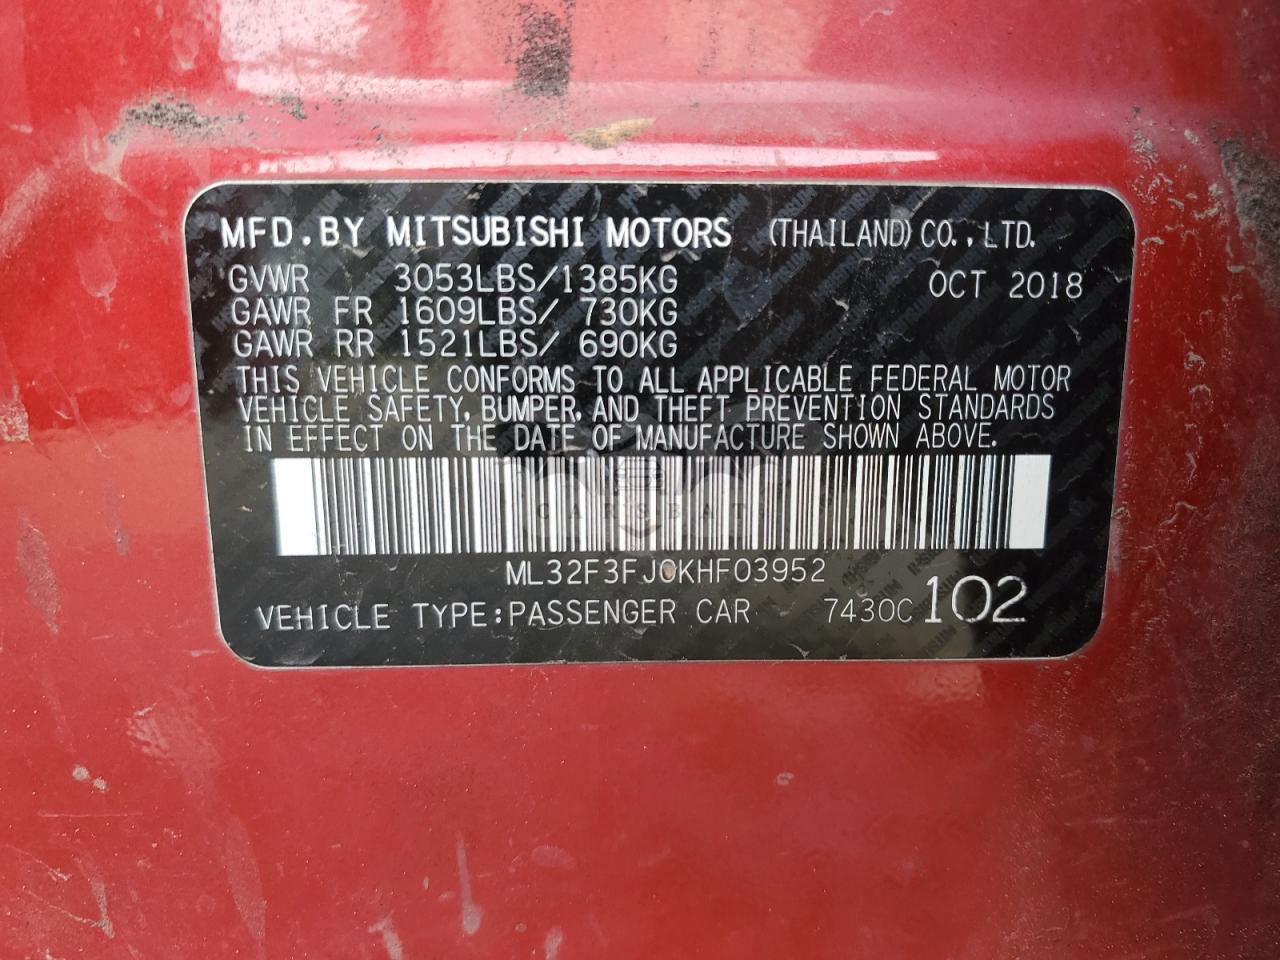 MFD.BY MITSUBISHI MOTORS (THAILAND) CO.,LTD.
GVWR 3053LBS/1385KG OCT 2018
GAWR FR 1609LBS/ 730KG
GAWR RR 1521LBS/ 690KG
THIS VEHICLE CONFORMS TO ALL APPLICABLE FEDERAL MOTOR
VEHICLE SAFETY, BUMPER, AND THEFT PREVENTION STANDARDS
IN EFFECT ON THE DATE OF MANUFACTURE SHOWN ABOVE.
CARSBAT
ML32F3FJ0KHF03952
VEHICLE TYPE:PASSENGER CAR 7430C 102